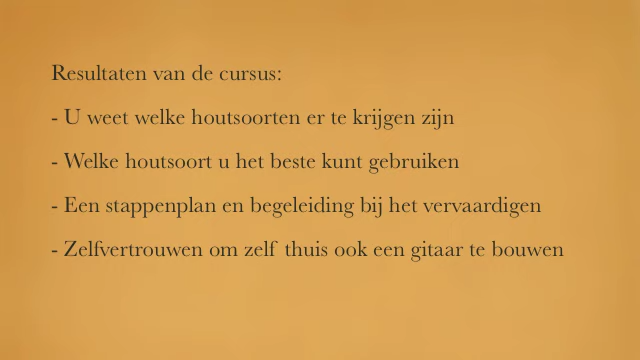 Resultaten van de cursus:
- U weet welke houtsoorten er te krijgen zijn
- Welke houtsoort u het beste kunt gebruiken
- Een stappenplan en begeleiding bij het vervaardigen
- Zelfvertrouwen om zelf thuis ook een gitaar te bouwen